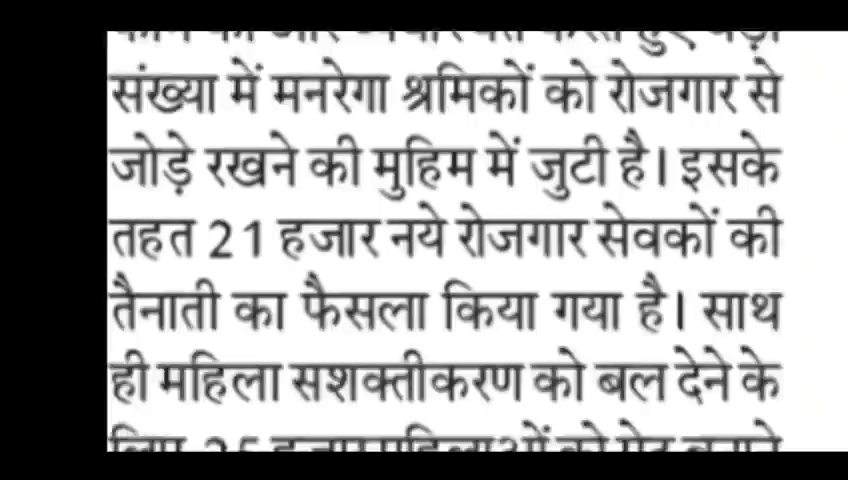 संख्या में मनरेगा श्रमिकों को रोजगार से
जोड़े रखने की मुहिम में जुटी है। इसके
तहत 21 हजार नये रोजगार सेवकों की
तैनाती का फैसला किया गया है। साथ
ही महिला सशक्तीकरण को बल देने के